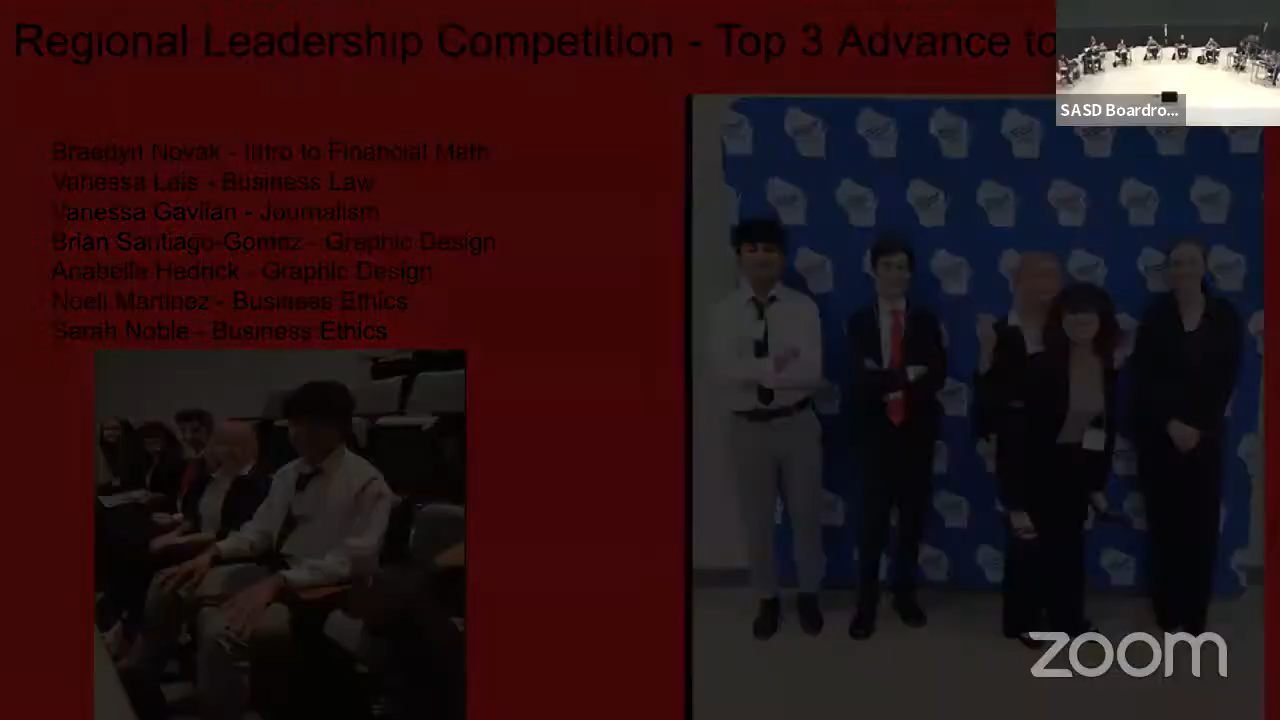 Regional Leadership Competition - Top 3 Advance to
SASD Boardro...
Braedyn Novak - Intro to Financial Math
Vanessa Leis - Business Law
Vanessa Gavilan - Journalism
Brian Santiago-Gomez - Graphic Design
Anabelle Hedrick - Graphic Design
Noeli Martinez - Business Ethics
Sarah Noble - Business Ethics
zoom